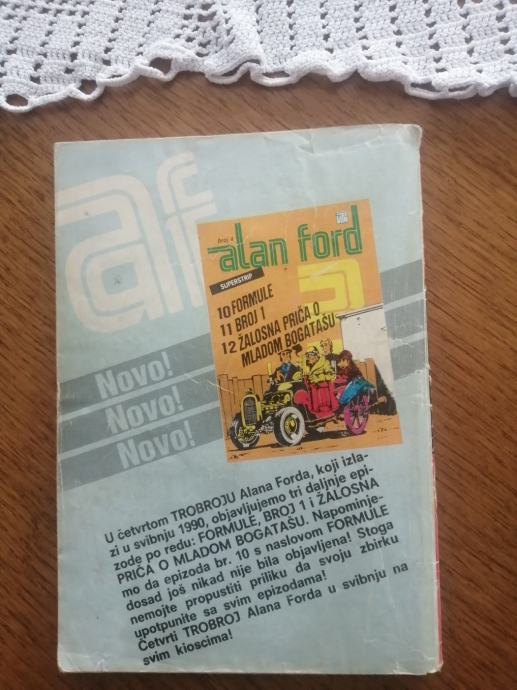 af
broj 4
alan ford
SUPERSTRIP
10 FORMULE
11 BROJ 1
12 ŽALOSNA PRIČA O
MLADOM BOGATAŠU
Novo!
Novo!
Novo!
U četvrtom TROBROJU Alana Forda, koji izla-
zi u svibnju 1990, objavljujemo tri daljnje epi-
zode po redu: FORMULE, BROJ 1 i ŽALOSNA
PRIČA O MLADOM BOGATAŠU. Napominje-
mo da epizoda br. 10 s naslovom FORMULE
dosad još nikad nije bila objavljena! Stoga
nemojte propustiti priliku da svoju zbirku
upotpunite sa svim epizodama!
Četvrti TROBROJ Alana Forda u svibnju na
svim kioscima!